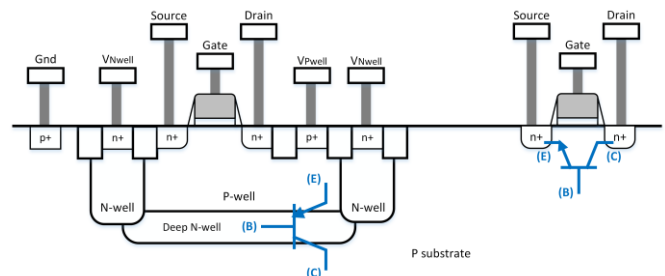 Source Drain Source Drain
Gnd VNwell Gate VPwell VNwell Gate
p+ n+ n+ n+ p+ n+ n+ n+
(E) (C)
P-well (E)
(B)
N-well N-well
Deep N-well (B)
P substrate
(C)